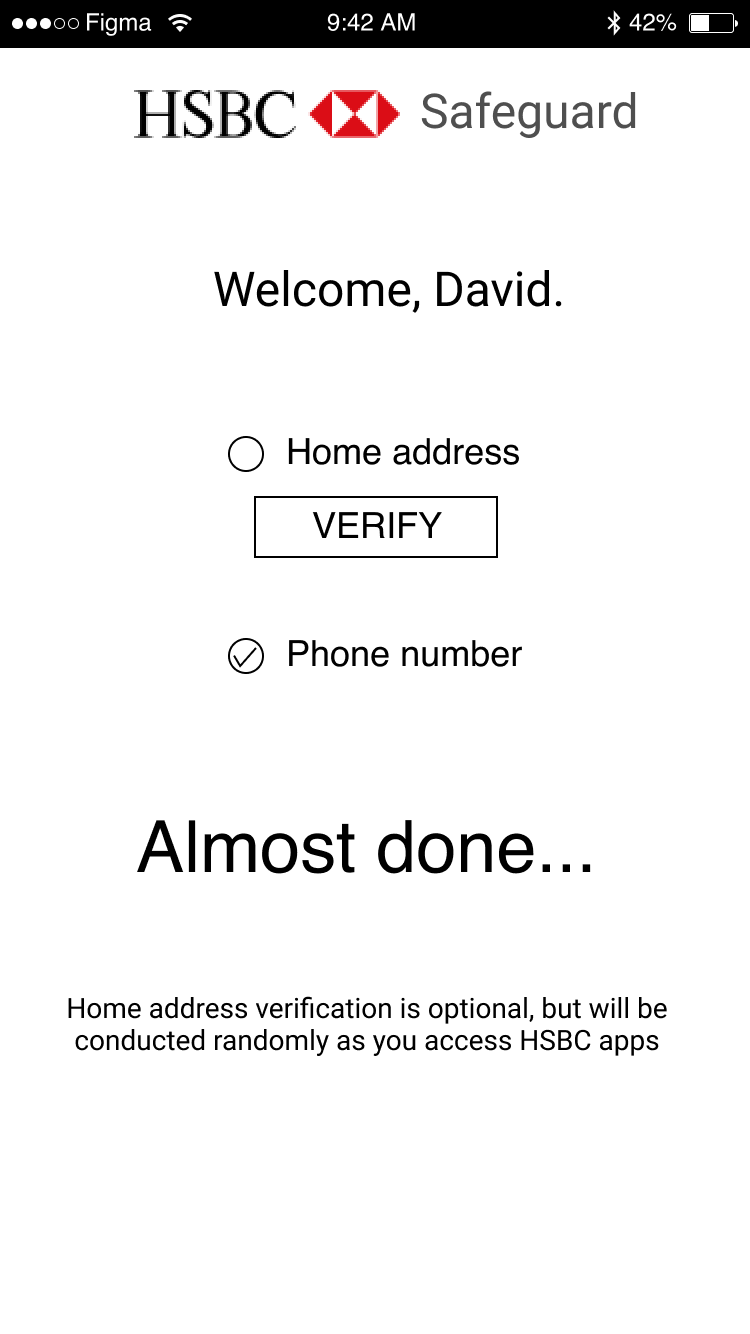 Figma 9:42 AM 42%
HSBC Safeguard
Welcome, David.
Home address
VERIFY
Phone number
Almost done...
Home address verification is optional, but will be
conducted randomly as you access HSBC apps